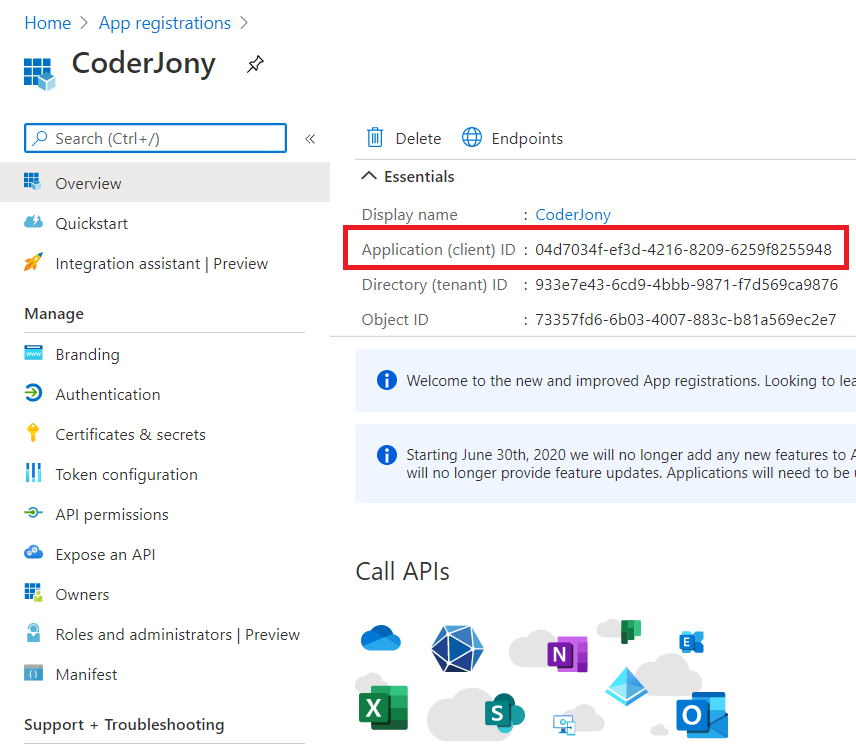 Home > App registrations >
CoderJony
Search (Ctrl+/)
«
Overview
Quickstart
Integration assistant | Preview
Manage
Branding
Authentication
Certificates & secrets
Token configuration
API permissions
Expose an API
Owners
Roles and administrators | Preview
Manifest
Support + Troubleshooting
Delete Endpoints
Essentials
Display name : CoderJony
Application (client) ID : 04d7034f-ef3d-4216-8209-6259f8255948
Directory (tenant) ID : 933e7e43-6cd9-4bbb-9871-f7d569ca9876
Object ID : 73357fd6-6b03-4007-883c-b81a569ec2e7
Welcome to the new and improved App registrations. Looking to lea
Starting June 30th, 2020 we will no longer add any new features to A
will no longer provide feature updates. Applications will need to be u
Call APIs
N
E
X
S
O